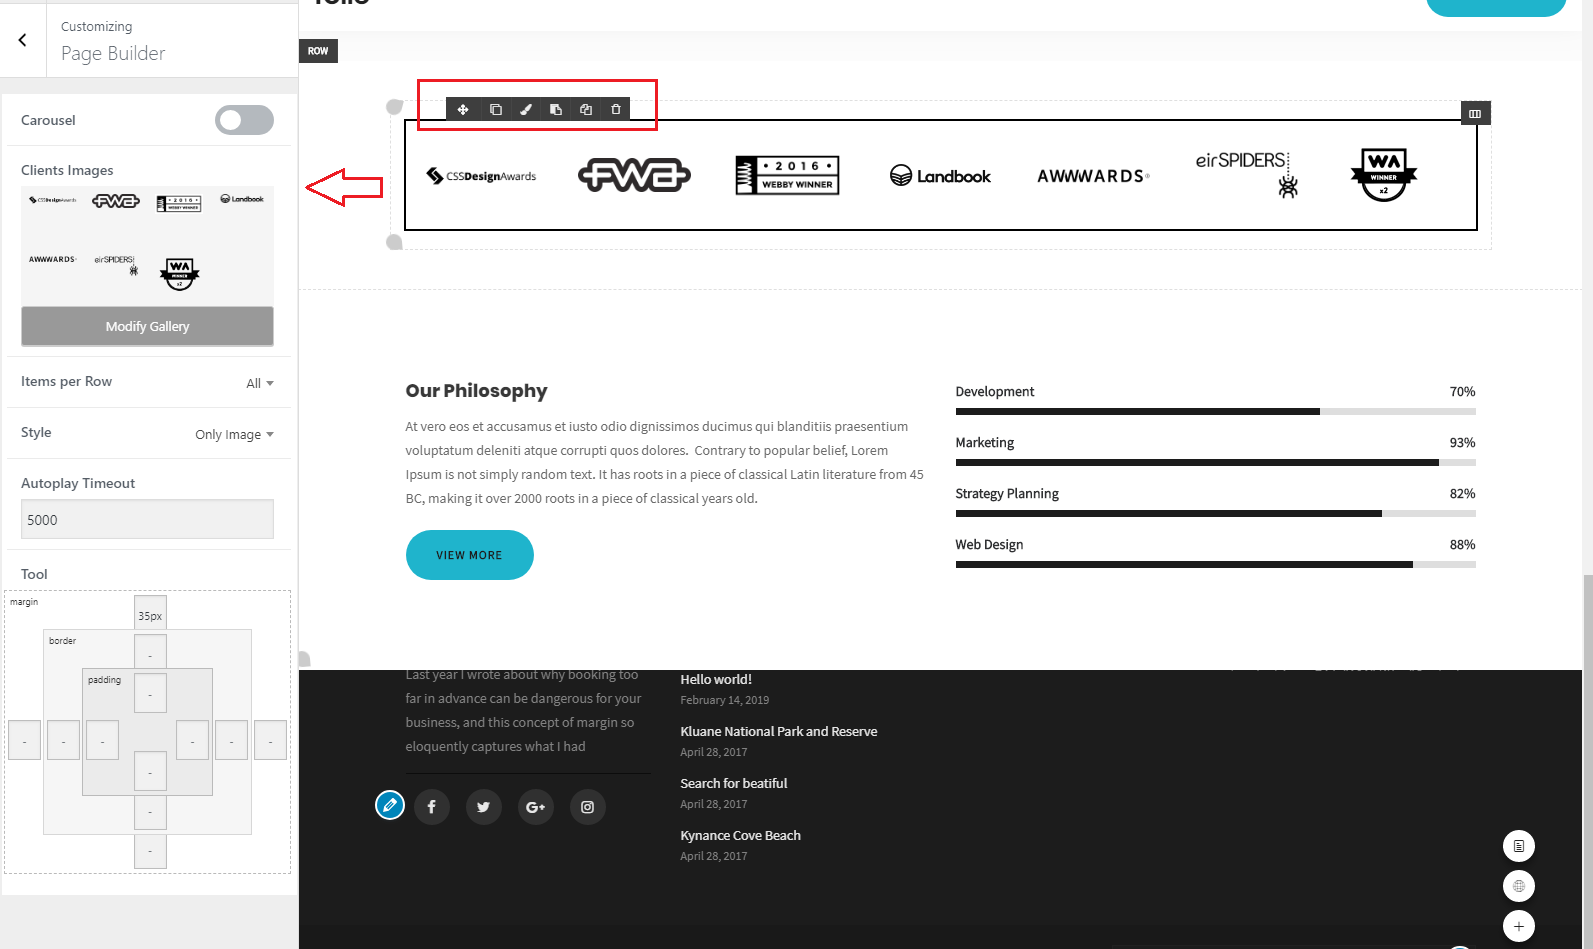 Customizing
Page Builder
Carousel
Clients Images
CSSDesignAwards
FWA
2016
WEBBY WINNER
Landbook
AWWWARDS
eirSPIDERS
WA
WINNER
x2
Modify Gallery
Items per Row
All
Style
Only Image
Autoplay Timeout
5000
Tool
margin
35px
border
-
padding
-
- - - - - -
-
-
-
ROW
CSSDesignAwards
FWA
2016
WEBBY WINNER
Landbook
AWWWARDS
eirSPIDERS
WA
WINNER
x2
Our Philosophy
At vero eos et accusamus et iusto odio dignissimos ducimus qui blanditiis praesentium
voluptatum deleniti atque corrupti quos dolores. Contrary to popular belief, Lorem
Ipsum is not simply random text. It has roots in a piece of classical Latin literature from 45
BC, making it over 2000 roots in a piece of classical years old.
VIEW MORE
Development 70%
Marketing 93%
Strategy Planning 82%
Web Design 88%
Last year I wrote about why booking too
far in advance can be dangerous for your
business, and this concept of margin so
eloquently captures what I had
Hello world!
February 14, 2019
Kluane National Park and Reserve
April 28, 2017
Search for beatiful
April 28, 2017
Kynance Cove Beach
April 28, 2017